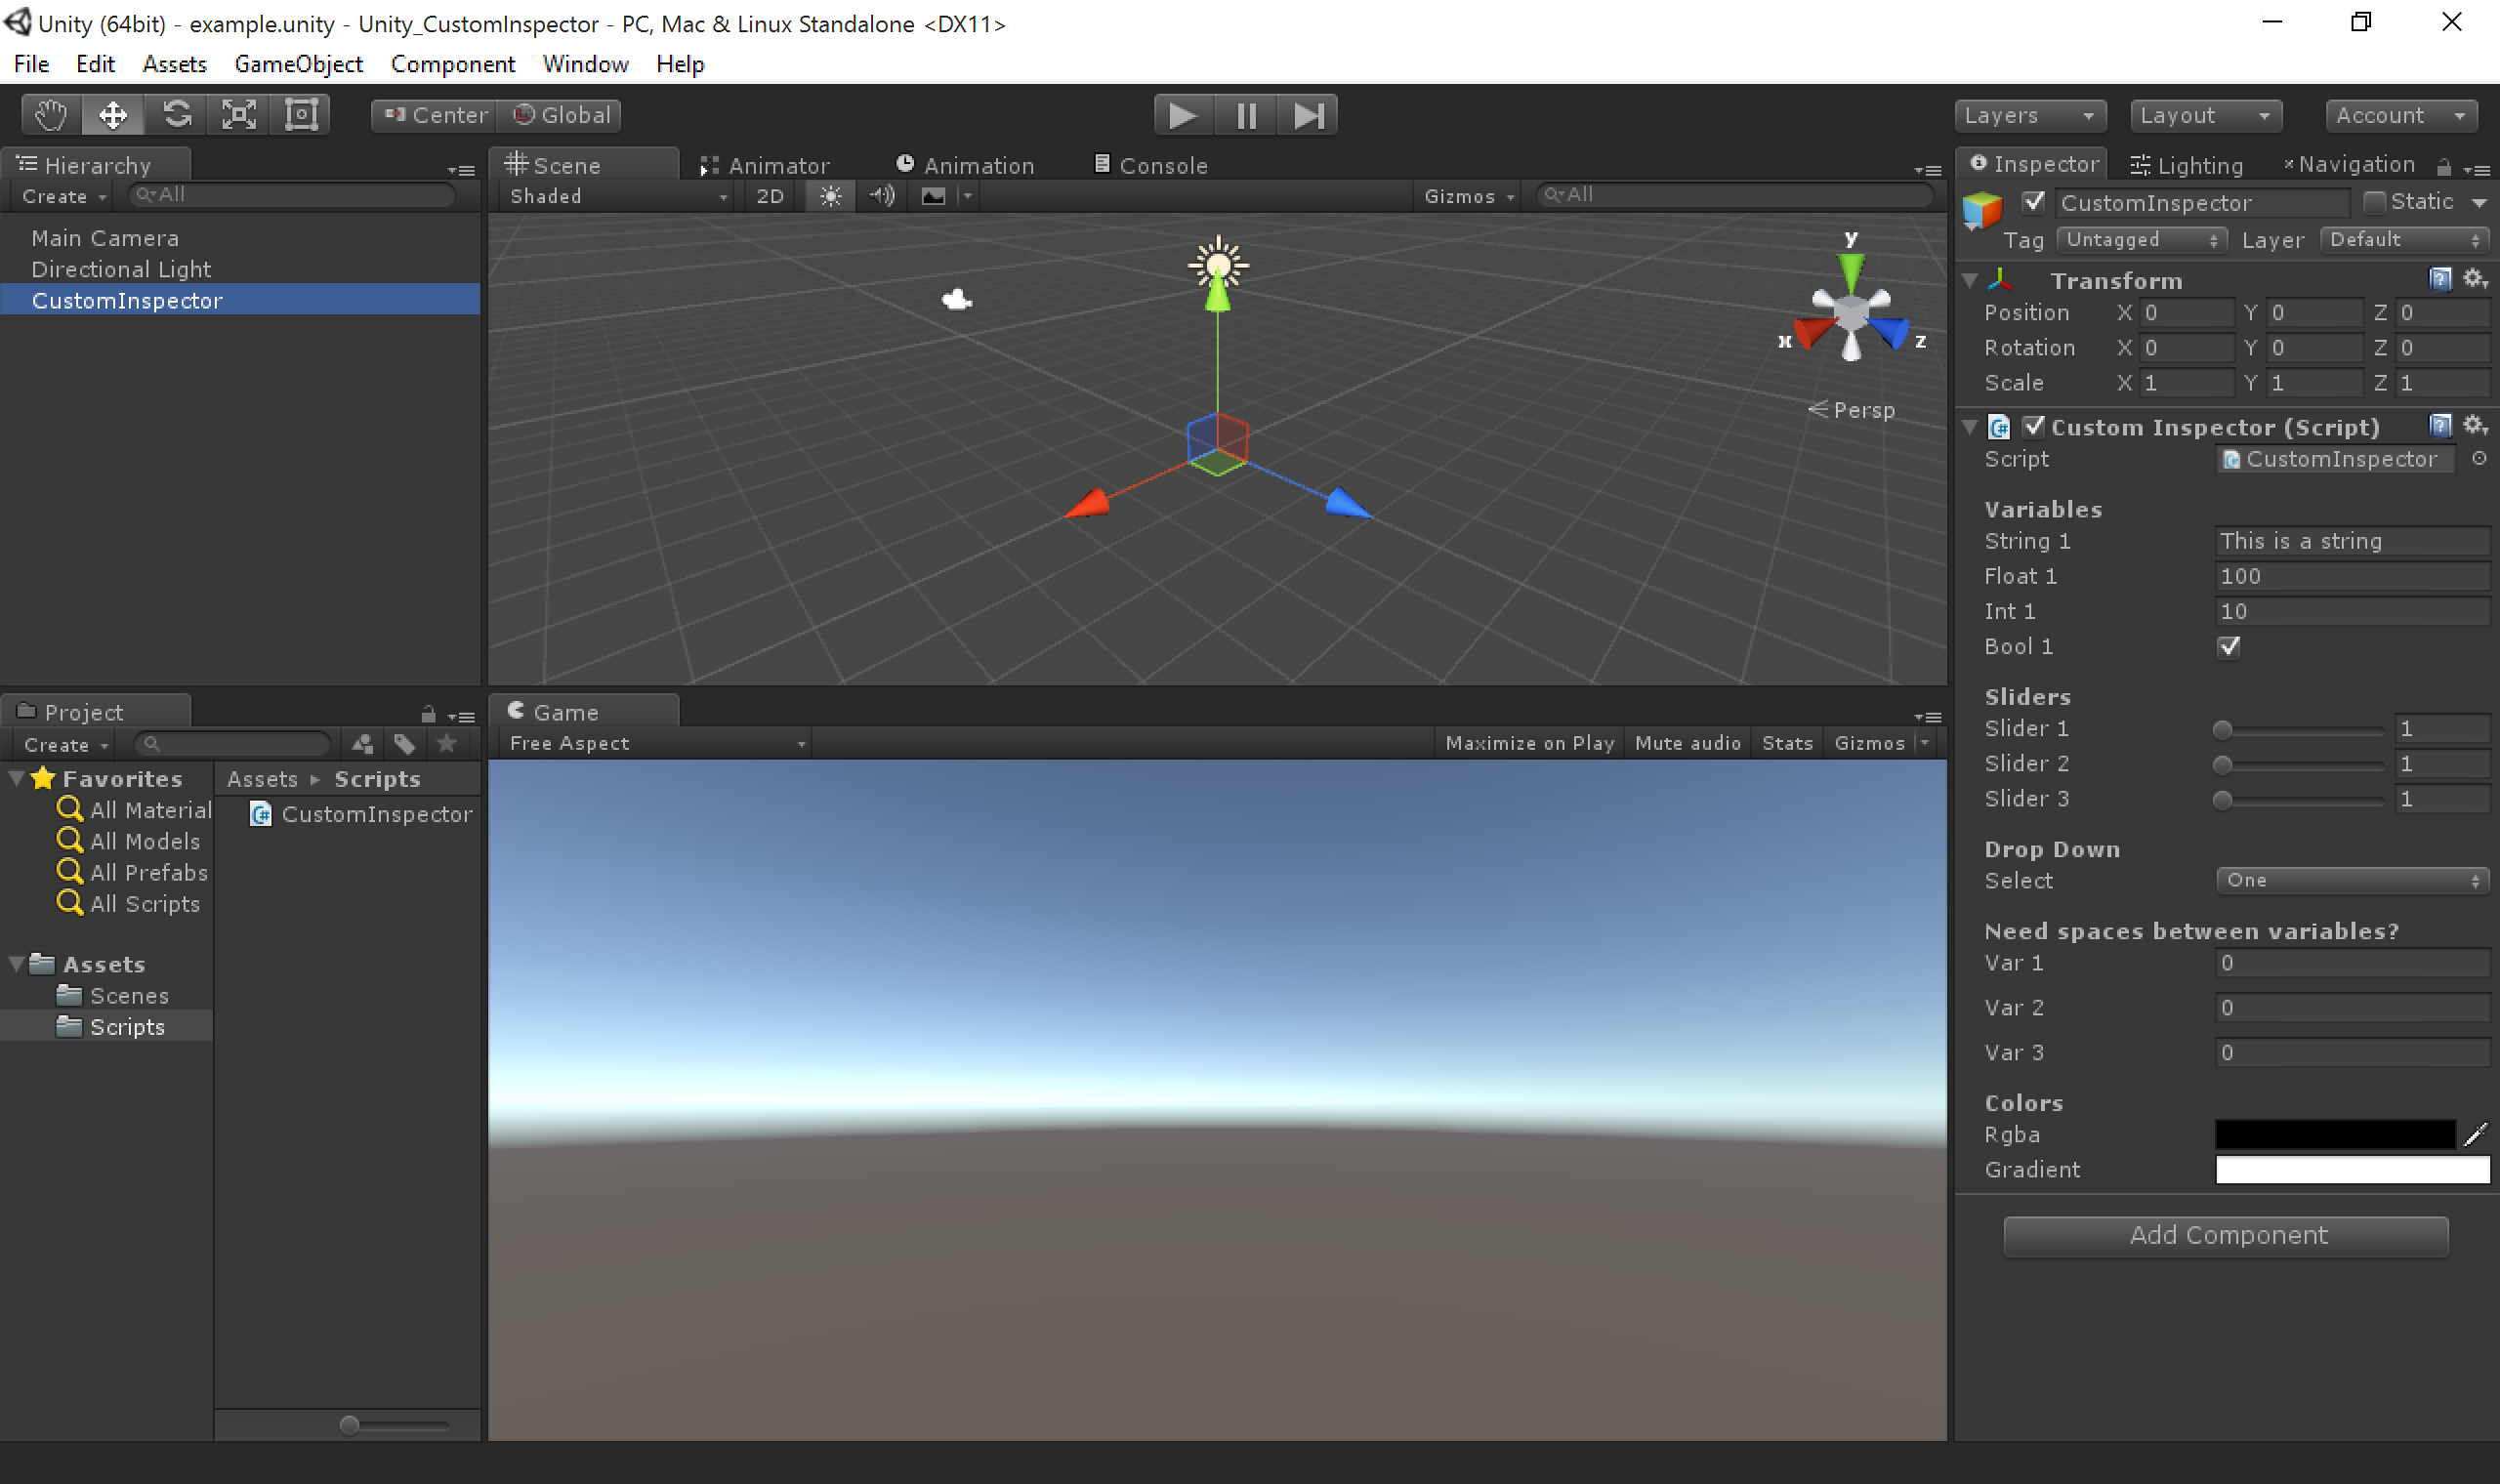 Unity (64bit) - example.unity - Unity_CustomInspector - PC, Mac & Linux Standalone <DX11>
File Edit Assets GameObject Component Window Help
Center Global
Layers Layout Account
Hierarchy
Create All
Main Camera
Directional Light
CustomInspector
Scene Animator Animation Console
Shaded 2D Gizmos All
y
x z
Persp
Inspector Lighting Navigation
CustomInspector Static
Tag Untagged Layer Default
Transform
Position X 0 Y 0 Z 0
Rotation X 0 Y 0 Z 0
Scale X 1 Y 1 Z 1
Custom Inspector (Script)
Script CustomInspector
Variables
String 1 This is a string
Float 1 100
Int 1 10
Bool 1
Sliders
Slider 1 1
Slider 2 1
Slider 3 1
Drop Down
Select One
Need spaces between variables?
Var 1 0
Var 2 0
Var 3 0
Colors
Rgba
Gradient
Add Component
Project
Create
Favorites
All Material
All Models
All Prefabs
All Scripts
Assets
Scenes
Scripts
Assets Scripts
CustomInspector
Game
Free Aspect Maximize on Play Mute audio Stats Gizmos